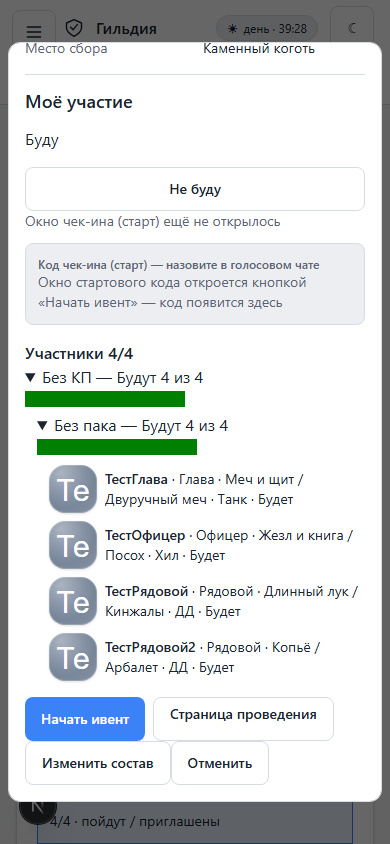 Гильдия
день · 39:28
Место сбора
Каменный коготь
Моё участие
Буду
Не буду
Окно чек-ина (старт) ещё не открылось
Код чек-ина (старт) — назовите в голосовом чате
Окно стартового кода откроется кнопкой
«Начать ивент» — код появится здесь
Участники 4/4
Без КП — Будут 4 из 4
Без пака — Будут 4 из 4
Te
ТестГлава · Глава · Меч и щит /
Двуручный меч · Танк · Будет
Te
ТестОфицер · Офицер · Жезл и книга /
Посох · Хил · Будет
Te
ТестРядовой · Рядовой · Длинный лук /
Кинжалы · ДД · Будет
Te
ТестРядовой2 · Рядовой · Копьё /
Арбалет · ДД · Будет
Начать ивент
Страница проведения
Изменить состав
Отменить
4/4 · пойдут / приглашены